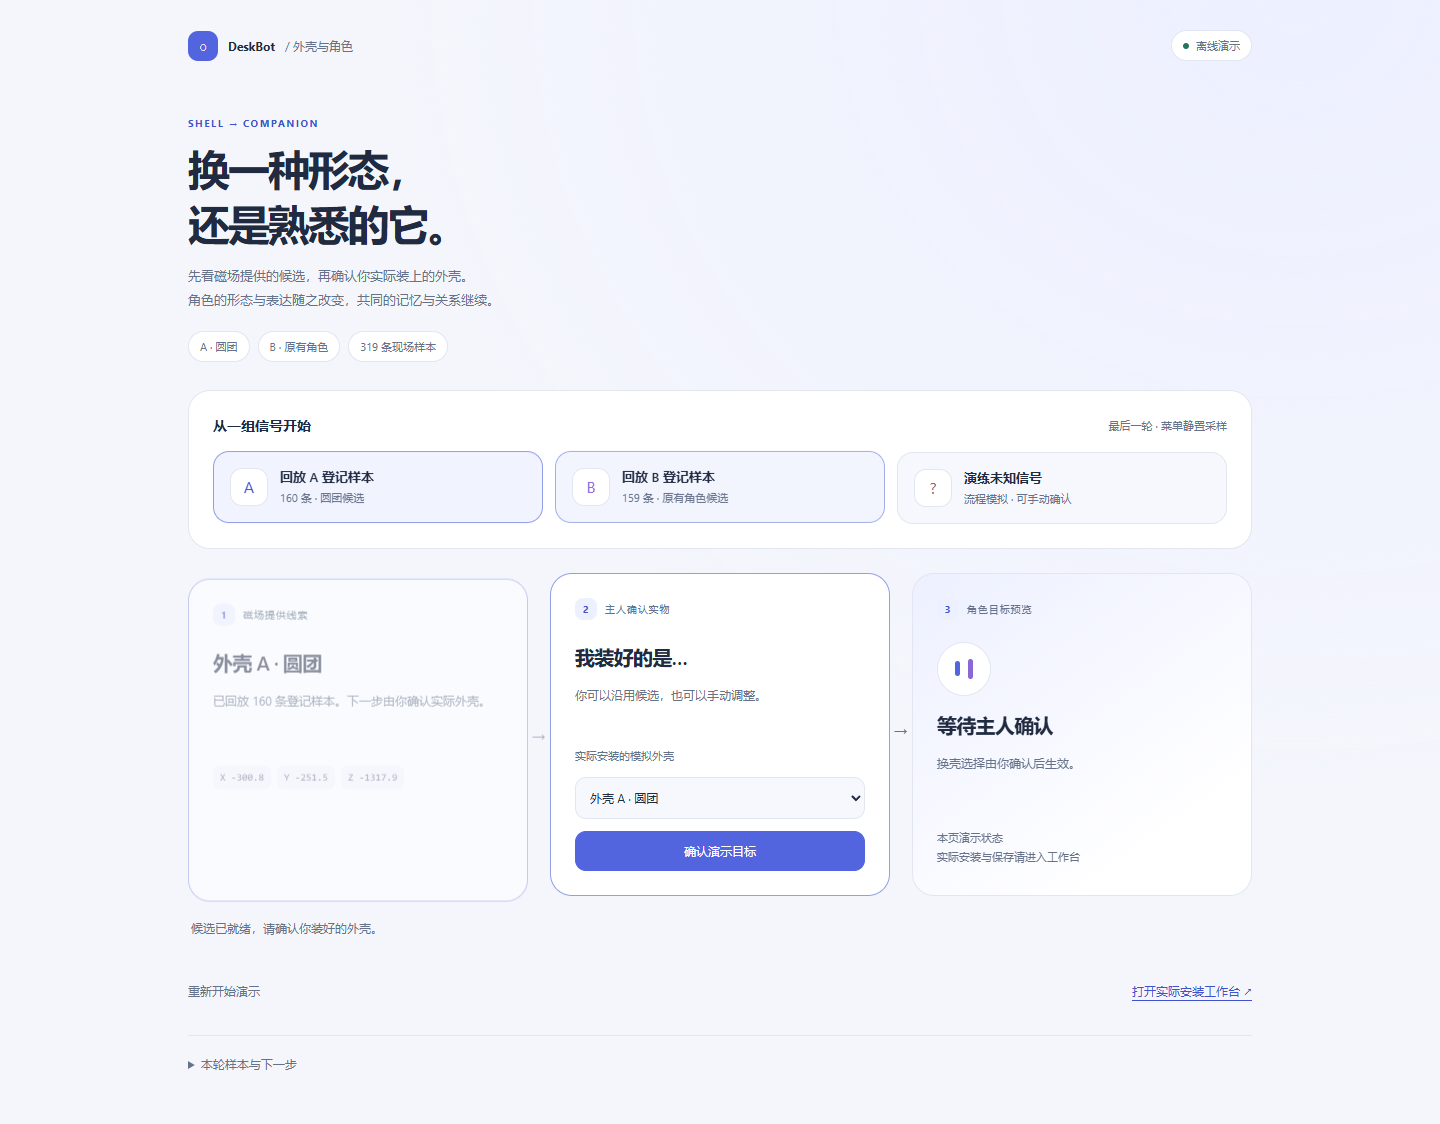 DeskBot / 外壳与角色
离线演示
SHELL → COMPANION
换一种形态，
还是熟悉的它。
先看磁场提供的候选，再确认你实际装上的外壳。
角色的形态与表达随之改变，共同的记忆与关系继续。
A · 圆团
B · 原有角色
319 条现场样本
从一组信号开始
最后一轮 · 菜单静置采样
A
回放 A 登记样本
160 条 · 圆团候选
B
回放 B 登记样本
159 条 · 原有角色候选
?
演练未知信号
流程模拟 · 可手动确认
1 磁场提供线索
外壳 A · 圆团
已回放 160 条登记样本。下一步由你确认实际外壳。
X -300.8
Y -251.5
Z -1317.9
→
2 主人确认实物
我装好的是…
你可以沿用候选，也可以手动调整。
实际安装的模拟外壳
外壳 A · 圆团
确认演示目标
→
3 角色目标预览
等待主人确认
换壳选择由你确认后生效。
本页演示状态
实际安装与保存请进入工作台
候选已就绪，请确认你装好的外壳。
重新开始演示
打开实际安装工作台 ↗
▶ 本轮样本与下一步